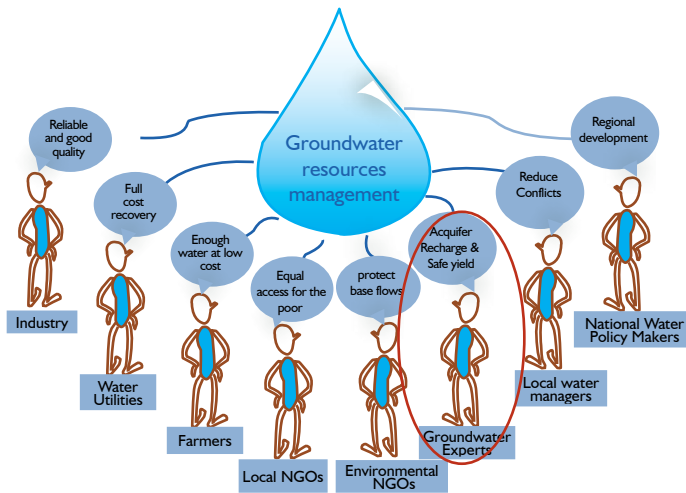 Groundwater
resources
management
Reliable
and good
quality
Industry
Full
cost
recovery
Water
Utilities
Enough
water at low
cost
Farmers
Equal
access for the
poor
Local NGOs
protect
base flows
Environmental
NGOs
Acquifer
Recharge &
Safe yield
Groundwater
Experts
Reduce
Conflicts
Local water
managers
Regional
development
National Water
Policy Makers